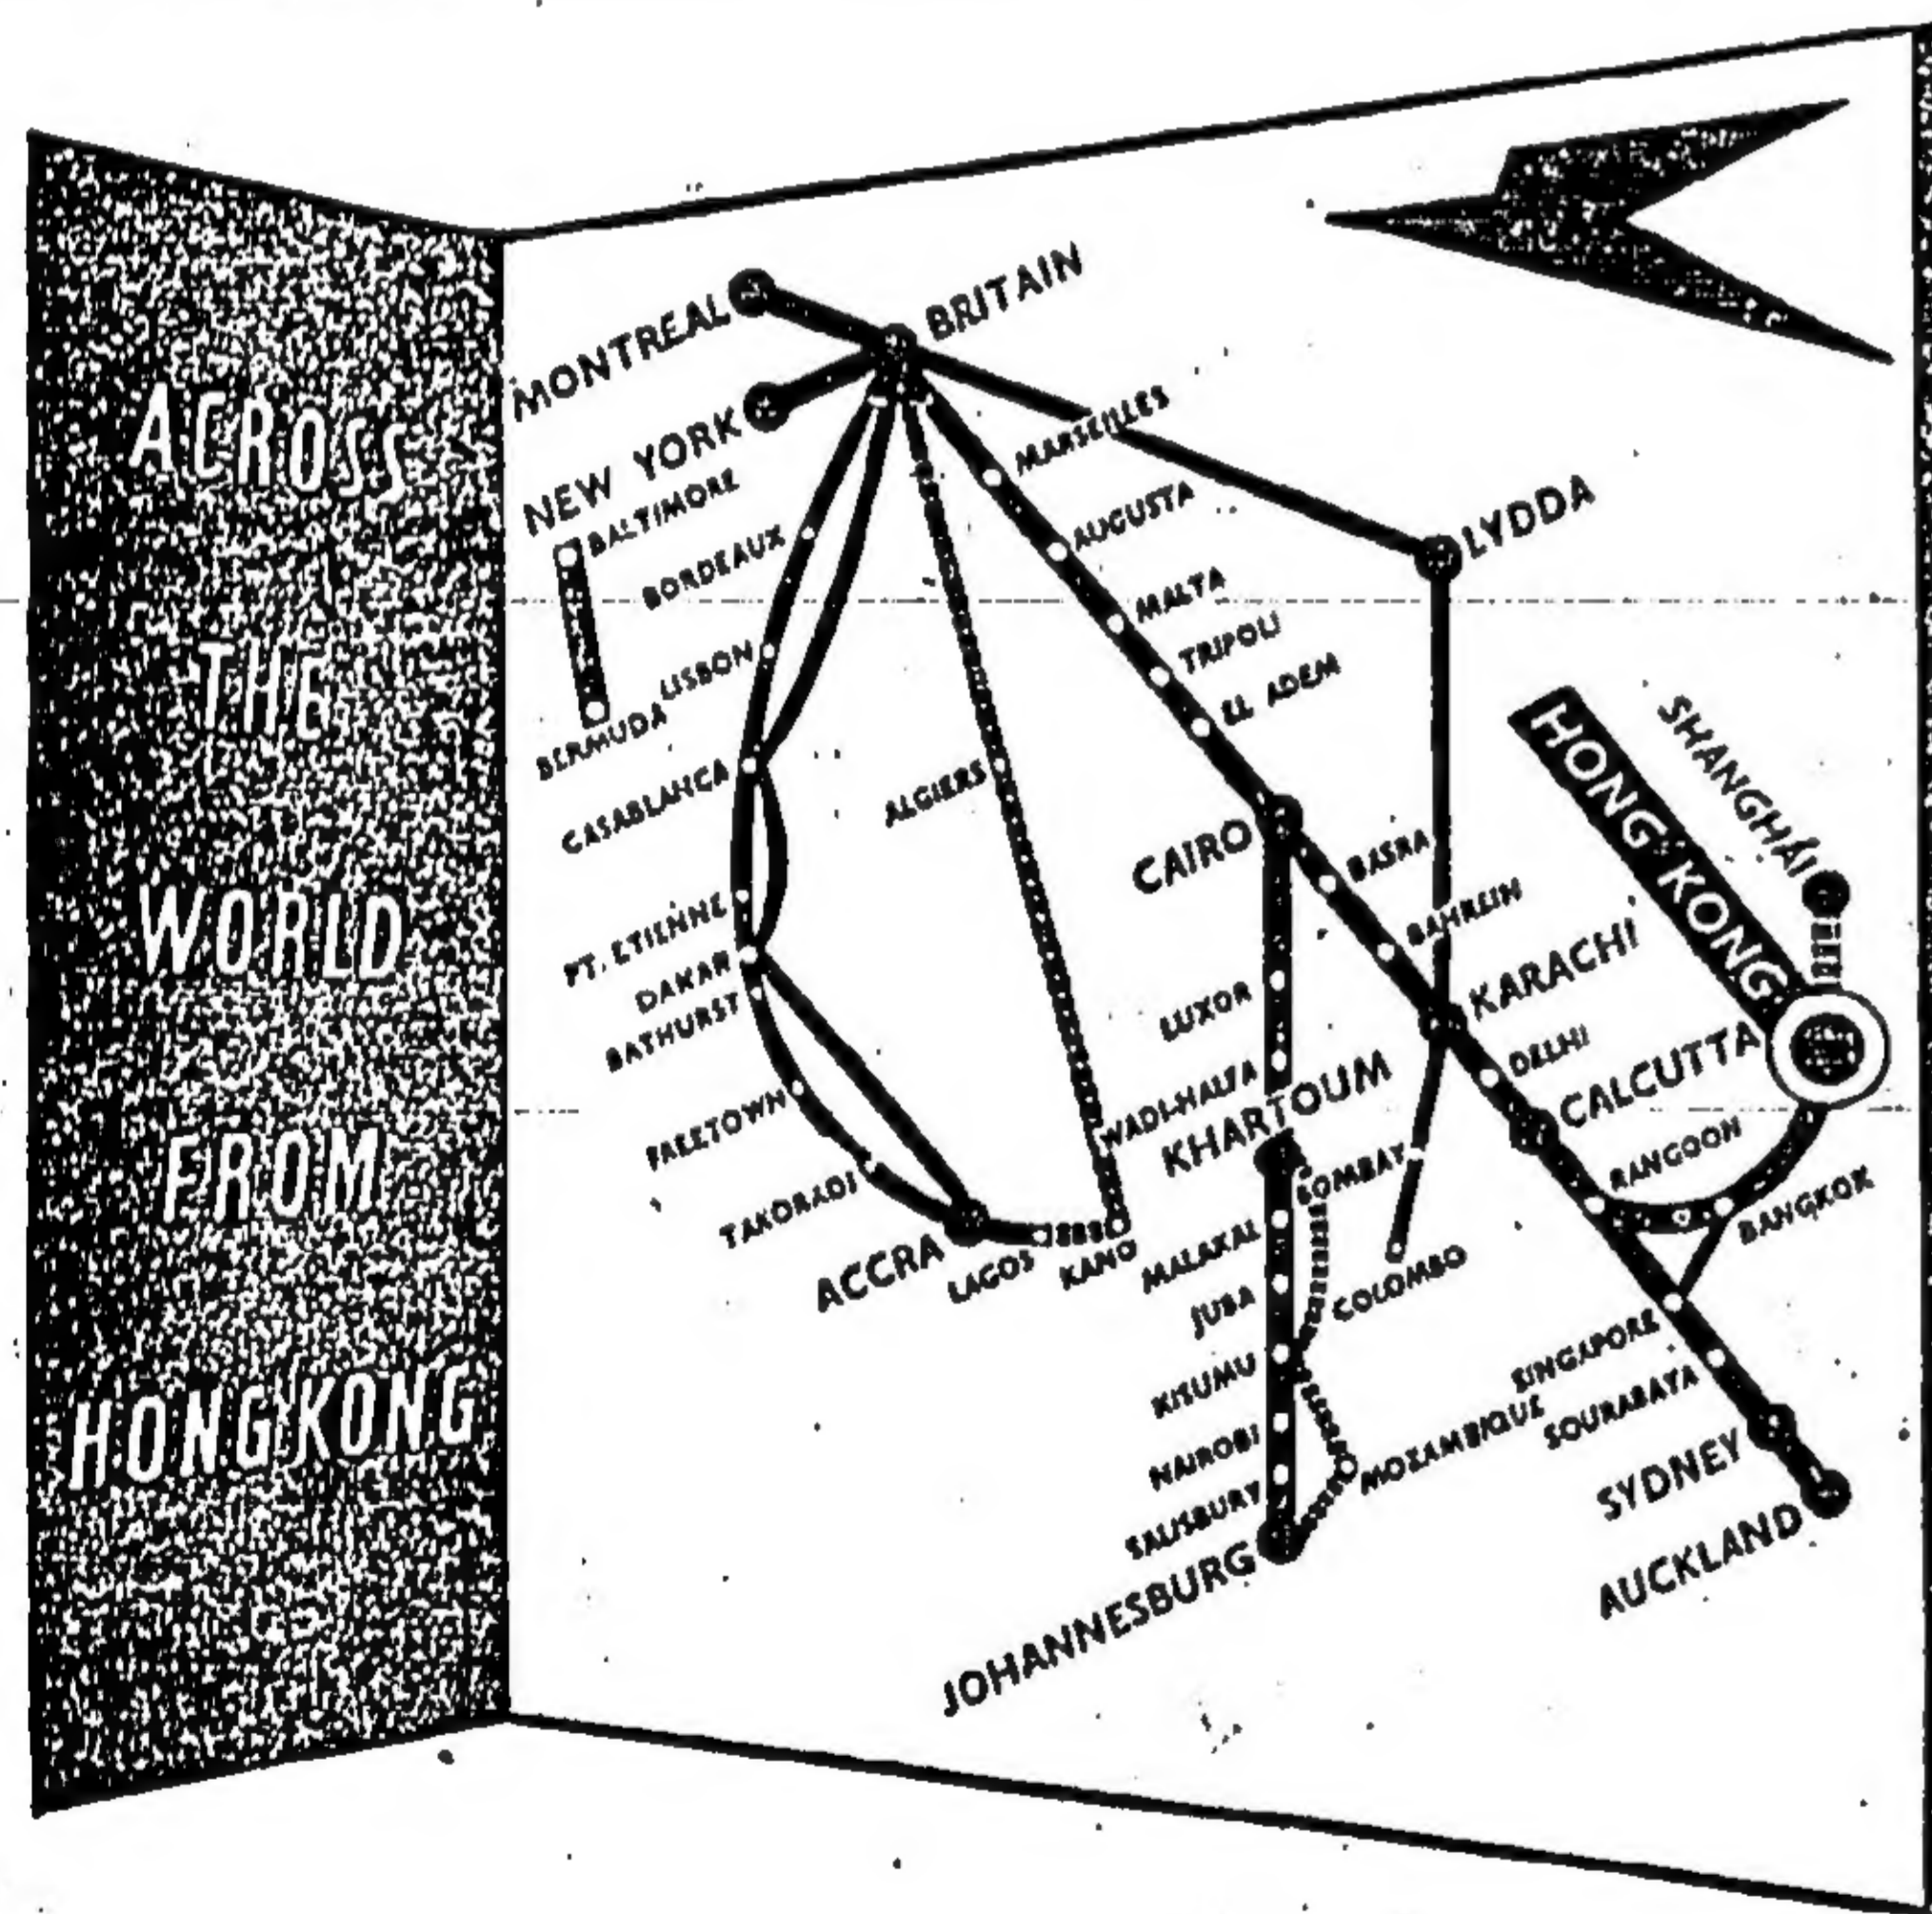 ACROSS
THE
WORLD
FROM
HONGKONG
MONTREAL
BRITAIN
NEW YORK
BALTIMORE
MARSEILLES
BORDEAUX
AUGUSTA
LYDDA
LISBON
MALTA
TRIPOLI
BERMUDA
EL ADEM
CASABLANCA
ALGIERS
HONG KONG
SHANGHAI
CAIRO
BASRA
PT. ETIENNE
BAHREIN
DAKAR
KARACHI
BATHURST
LUXOR
DELHI
CALCUTTA
WADI-HALFA
KHARTOUM
FREETOWN
BOMBAY
RANGOON
TAKORADI
BANGKOK
ACCRA
LAGOS
KANO
MALAKAL
COLOMBO
JUBA
KISUMU
SINGAPORE
NAIROBI
MOZAMBIQUE
SOURABAYA
SALISBURY
SYDNEY
JOHANNESBURG
AUCKLAND